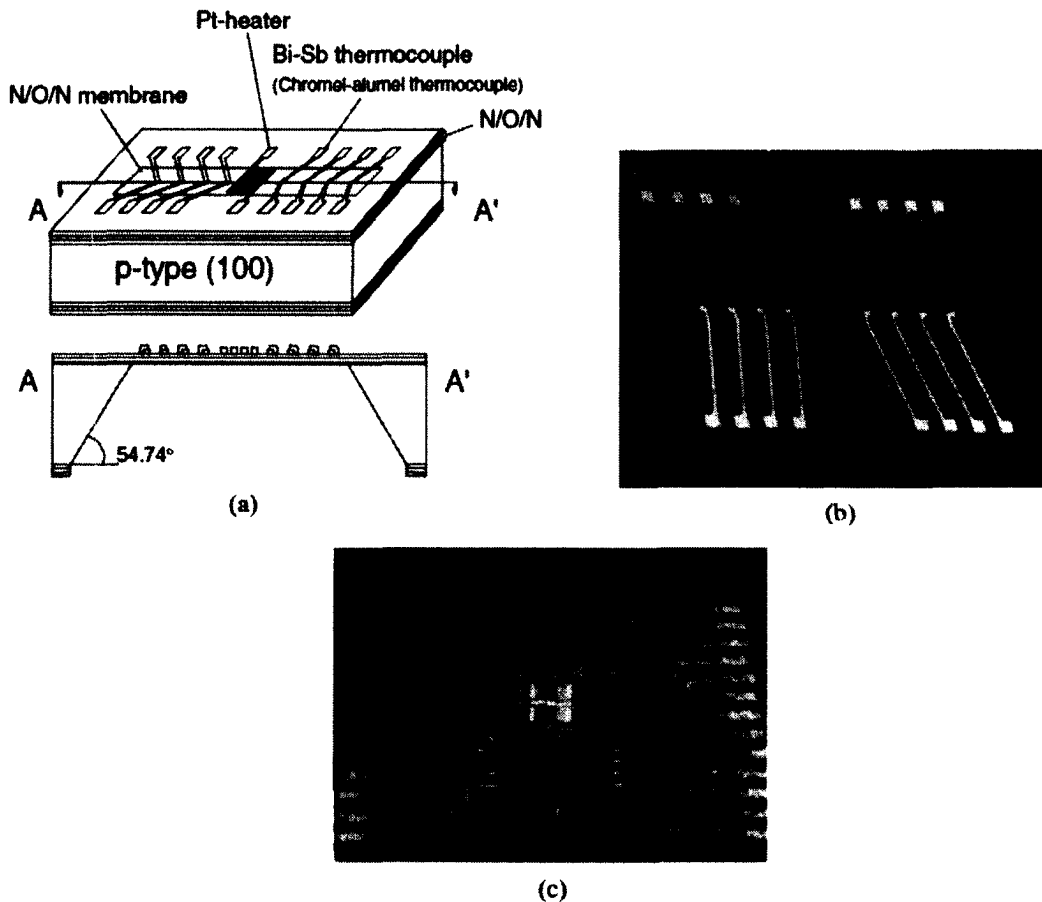 Pt-heater
Bi-Sb thermocouple
(Chromel-alumel thermocouple)
N/O/N membrane
N/O/N
A
A'
p-type (100)
A
A'
54.74°
(a)
(b)
(c)